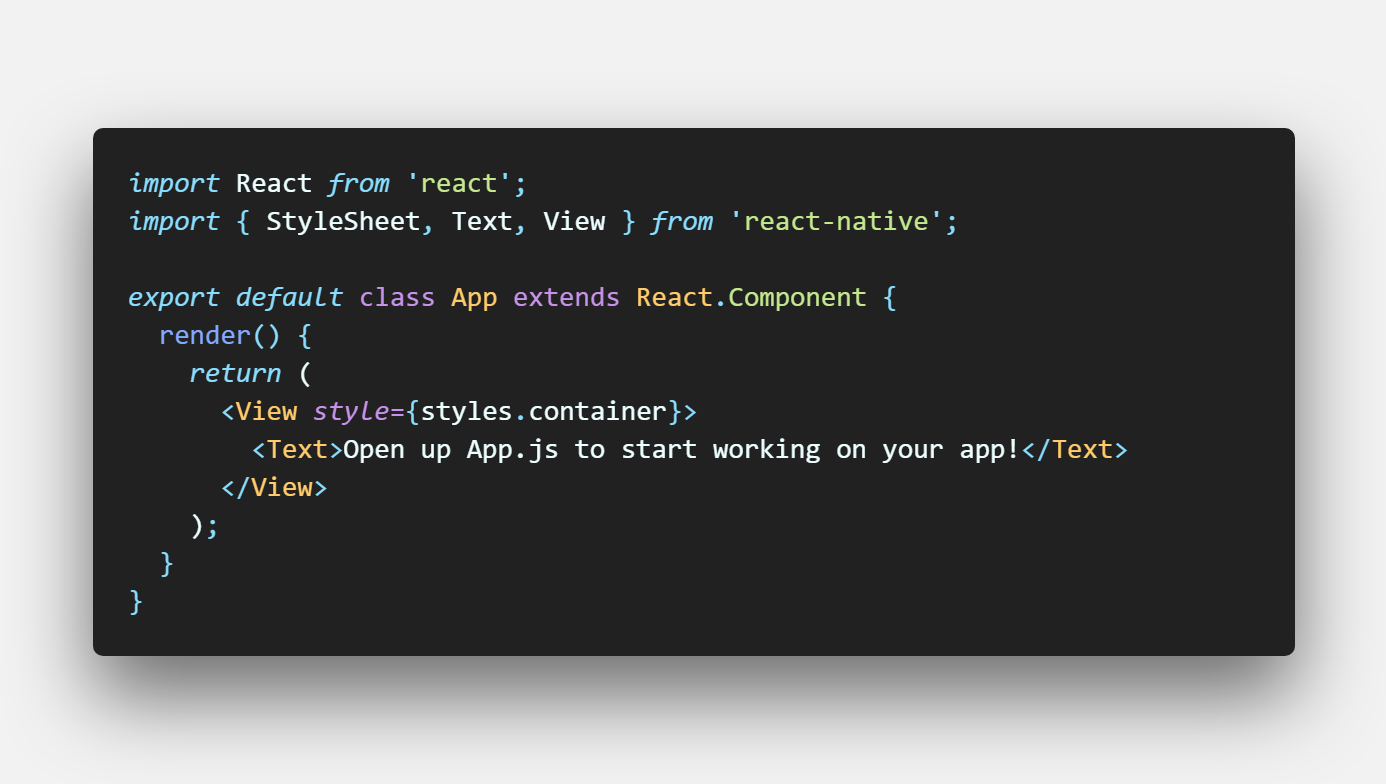 import React from 'react';
import { StyleSheet, Text, View } from 'react-native';

export default class App extends React.Component {
  render() {
    return (
      <View style={styles.container}>
        <Text>Open up App.js to start working on your app!</Text>
      </View>
    );
  }
}